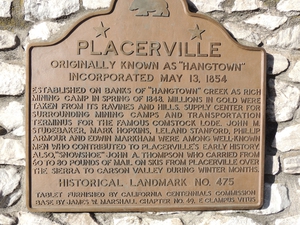 PLACERVILLE
ORIGINALLY KNOWN AS "HANGTOWN"
INCORPORATED MAY 13, 1854
ESTABLISHED ON BANKS OF "HANGTOWN" CREEK AS RICH
MINING CAMP IN SPRING OF 1848. MILLIONS IN GOLD WERE
TAKEN FROM ITS RAVINES AND HILLS. SUPPLY CENTER FOR
SURROUNDING MINING CAMPS AND TRANSPORTATION
TERMINUS FOR THE FAMOUS COMSTOCK LODE. JOHN M.
STUDEBAKER, MARK HOPKINS, LELAND STANFORD, PHILLIP
ARMOUR AND EDWIN MARKHAM WERE AMONG WELL-KNOWN
MEN WHO CONTRIBUTED TO PLACERVILLE'S EARLY HISTORY
ALSO, "SNOWSHOE" JOHN A. THOMPSON WHO CARRIED FROM
60 TO 80 POUNDS OF MAIL ON SKIS FROM PLACERVILLE OVER
THE SIERRA TO CARSON VALLEY DURING WINTER MONTHS
HISTORICAL LANDMARK NO. 475
TABLET FURNISHED BY CALIFORNIA CENTENNIALS COMMISSION
BASE BY JAMES W. MARSHALL CHAPTER NO. 49, E CLAMPUS VITUS